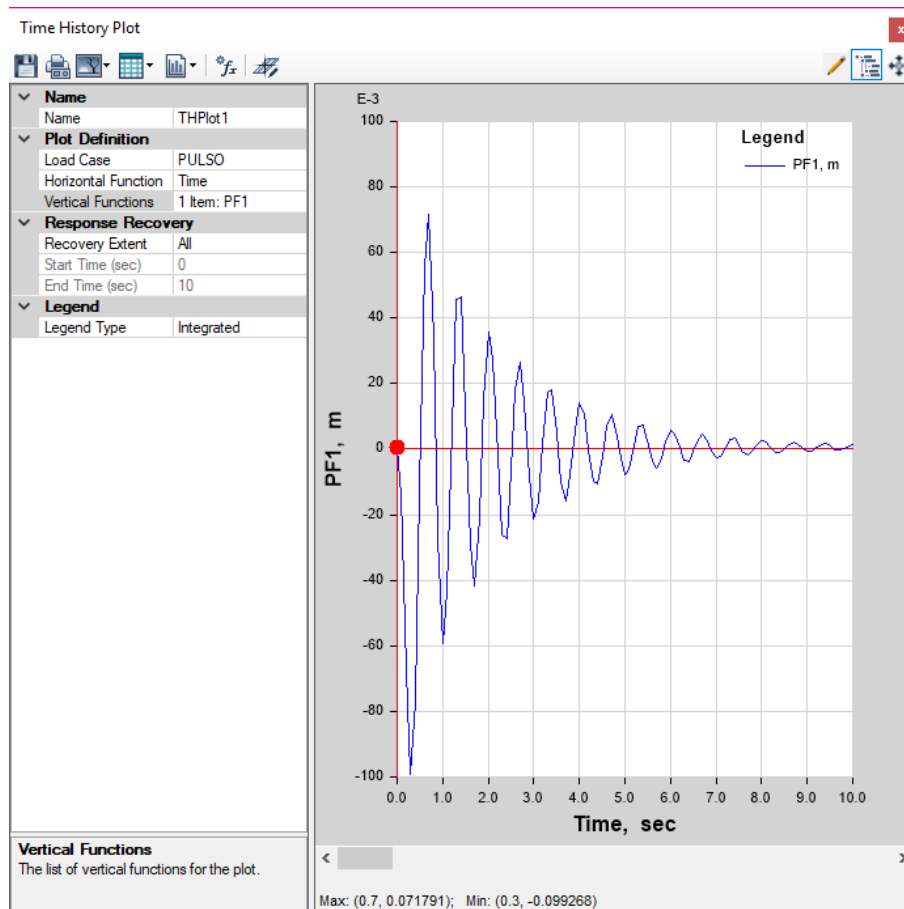 Time History Plot
x
*fx
Name
Name THPlot1
Plot Definition
Load Case PULSO
Horizontal Function Time
Vertical Functions 1 Item: PF1
Response Recovery
Recovery Extent All
Start Time (sec) 0
End Time (sec) 10
Legend
Legend Type Integrated
Vertical Functions
The list of vertical functions for the plot.
E-3
100
80
60
40
20
0
-20
-40
-60
-80
-100
PF1, m
Legend
PF1, m
0.0 1.0 2.0 3.0 4.0 5.0 6.0 7.0 8.0 9.0 10.0
Time, sec
Max: (0.7, 0.071791); Min: (0.3, -0.099268)